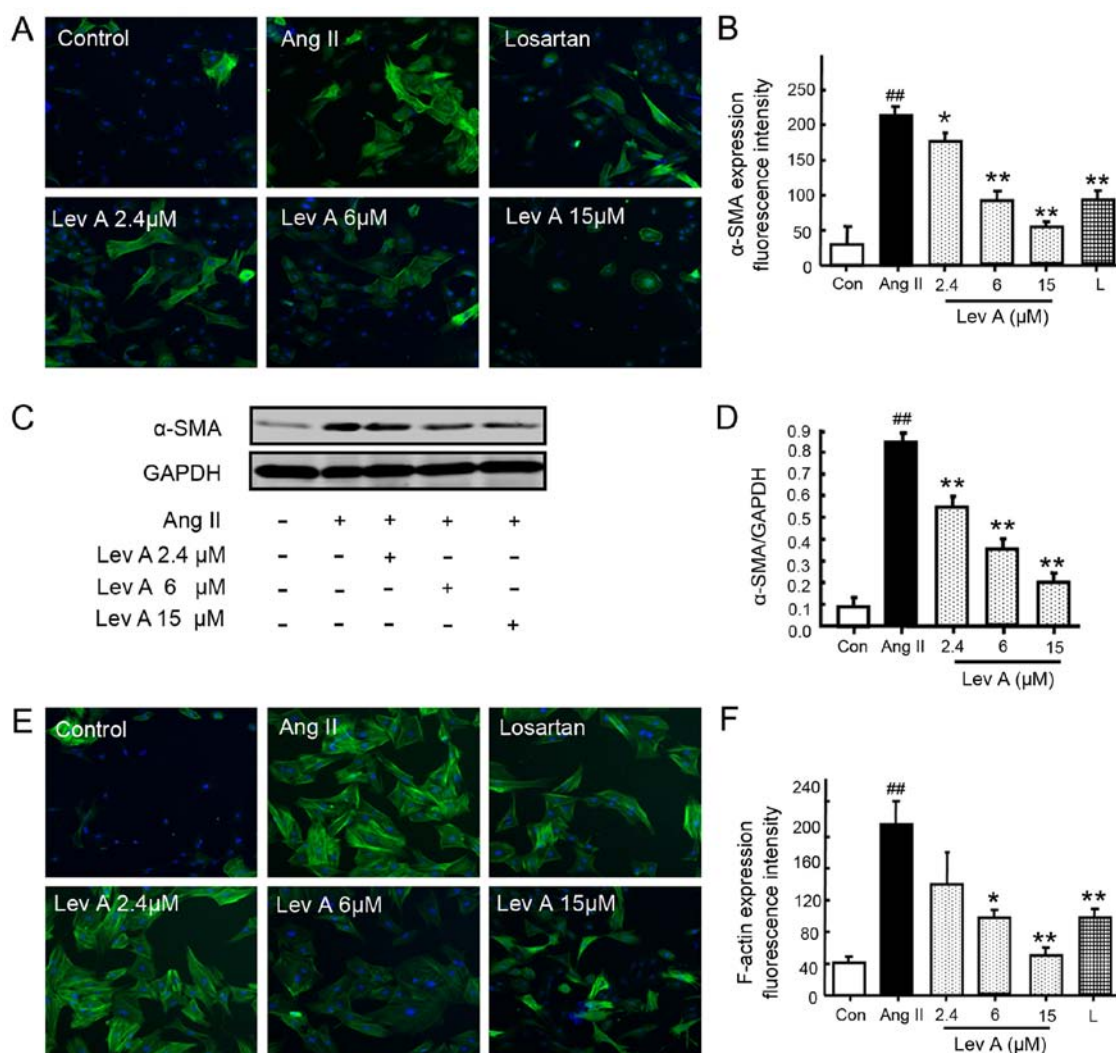 A
Control
Ang II
Losartan
Lev A 2.4μM
Lev A 6μM
Lev A 15μM
B
α-SMA expression
fluorescence intensity
250
200
150
100
50
0
##
*
**
**
**
Con
Ang II
2.4
6
15
L
Lev A (μM)
C
α-SMA
GAPDH
Ang II - + + + +
Lev A 2.4 μM - - + - -
Lev A 6 μM - - - + -
Lev A 15 μM - - - - +
D
α-SMA/GAPDH
0.9
0.8
0.7
0.6
0.5
0.4
0.3
0.2
0.1
0.0
##
**
**
**
Con
Ang II
2.4
6
15
Lev A (μM)
E
Control
Ang II
Losartan
Lev A 2.4μM
Lev A 6μM
Lev A 15μM
F
F-actin expression
fluorescence intensity
240
200
160
120
80
40
0
##
*
**
**
Con
Ang II
2.4
6
15
L
Lev A (μM)